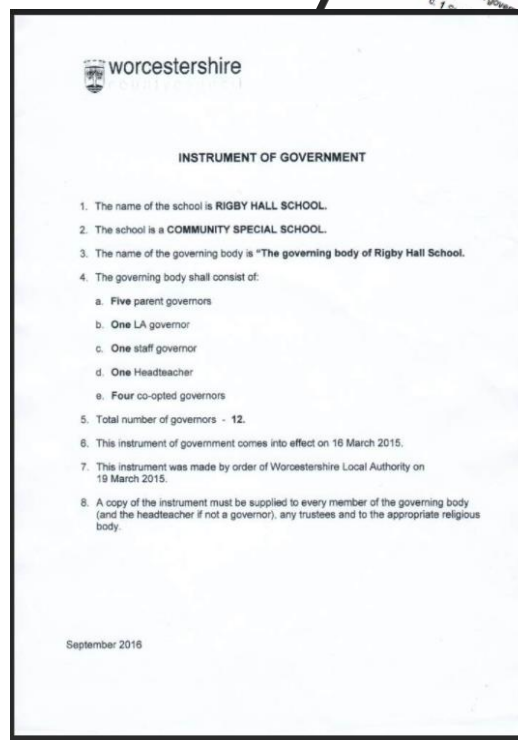 worcestershire
INSTRUMENT OF GOVERNMENT
1. The name of the school is RIGBY HALL SCHOOL.
2. The school is a COMMUNITY SPECIAL SCHOOL.
3. The name of the governing body is "The governing body of Rigby Hall School.
4. The governing body shall consist of:
a. Five parent governors
b. One LA governor
c. One staff governor
d. One Headteacher
e. Four co-opted governors
5. Total number of governors - 12.
6. This instrument of government comes into effect on 16 March 2015.
7. This instrument was made by order of Worcestershire Local Authority on
19 March 2015.
8. A copy of the instrument must be supplied to every member of the governing body
(and the headteacher if not a governor), any trustees and to the appropriate religious
body.
September 2016